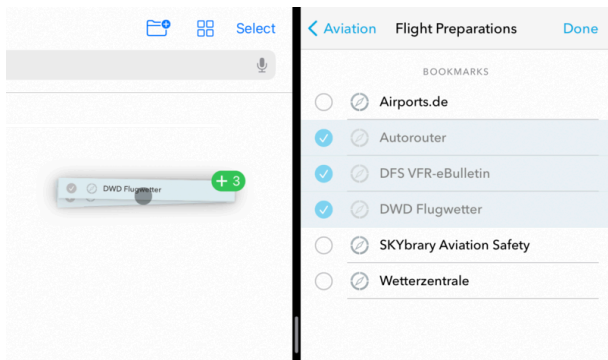 Select
DWD Flugwetter
+ 3
Aviation
Flight Preparations
Done
BOOKMARKS
Airports.de
Autorouter
DFS VFR-eBulletin
DWD Flugwetter
SKYbrary Aviation Safety
Wetterzentrale